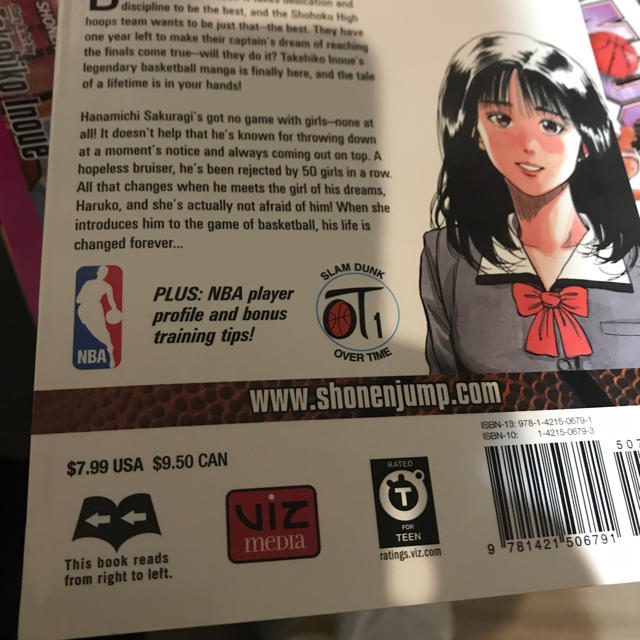 discipline to be the best, and the Shohoku High
hoops team wants to be just that—the best. They have
one year left to make their captain's dream of reaching
the finals come true—will they do it? Takehiko Inoue's
legendary basketball manga is finally here, and the tale
of a lifetime is in your hands!
Hanamichi Sakuragi's got no game with girls—none at
all! It doesn't help that he's known for throwing down
at a moment's notice and always coming out on top. A
hopeless bruiser, he's been rejected by 50 girls in a row.
All that changes when he meets the girl of his dreams,
Haruko, and she's actually not afraid of him! When she
introduces him to the game of basketball, his life is
changed forever...
NBA
PLUS: NBA player
profile and bonus
training tips!
SLAM DUNK
OT1
OVER TIME
www.shonenjump.com
ISBN-13: 978-1-4215-0679-1
ISBN-10: 1-4215-0679-3
$7.99 USA $9.50 CAN
507
This book reads
from right to left.
VIZ
media
RATED
T
FOR
TEEN
ratings.viz.com
9 781421 506791
Inoue